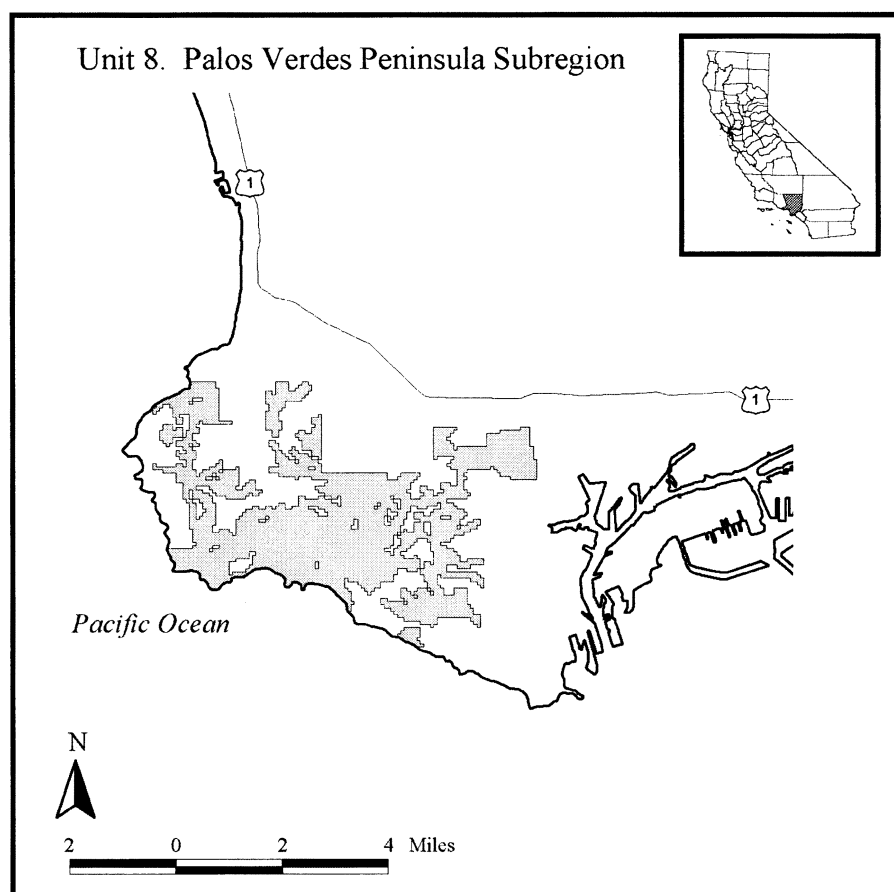 Unit 8. Palos Verdes Peninsula Subregion
1
1
Pacific Ocean
N
2 0 2 4 Miles